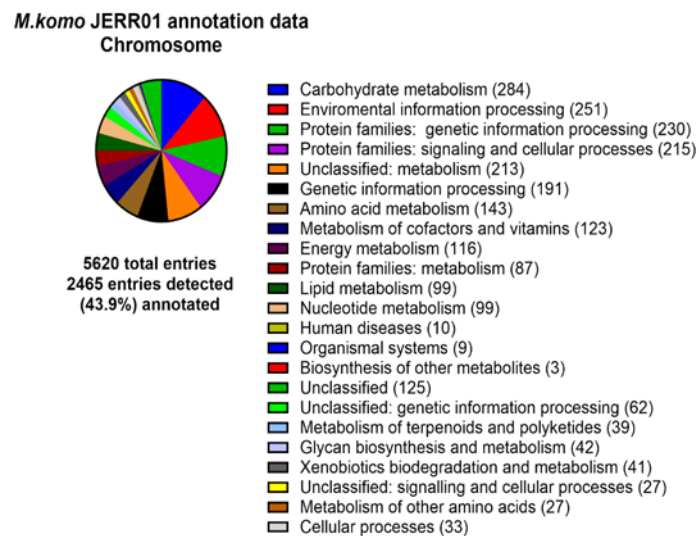 M.komo JERR01 annotation data
Chromosome
5620 total entries
2465 entries detected
(43.9%) annotated
Carbohydrate metabolism (284)
Enviromental information processing (251)
Protein families: genetic information processing (230)
Protein families: signaling and cellular processes (215)
Unclassified: metabolism (213)
Genetic information processing (191)
Amino acid metabolism (143)
Metabolism of cofactors and vitamins (123)
Energy metabolism (116)
Protein families: metabolism (87)
Lipid metabolism (99)
Nucleotide metabolism (99)
Human diseases (10)
Organismal systems (9)
Biosynthesis of other metabolites (3)
Unclassified (125)
Unclassified: genetic information processing (62)
Metabolism of terpenoids and polyketides (39)
Glycan biosynthesis and metabolism (42)
Xenobiotics biodegradation and metabolism (41)
Unclassified: signalling and cellular processes (27)
Metabolism of other amino acids (27)
Cellular processes (33)